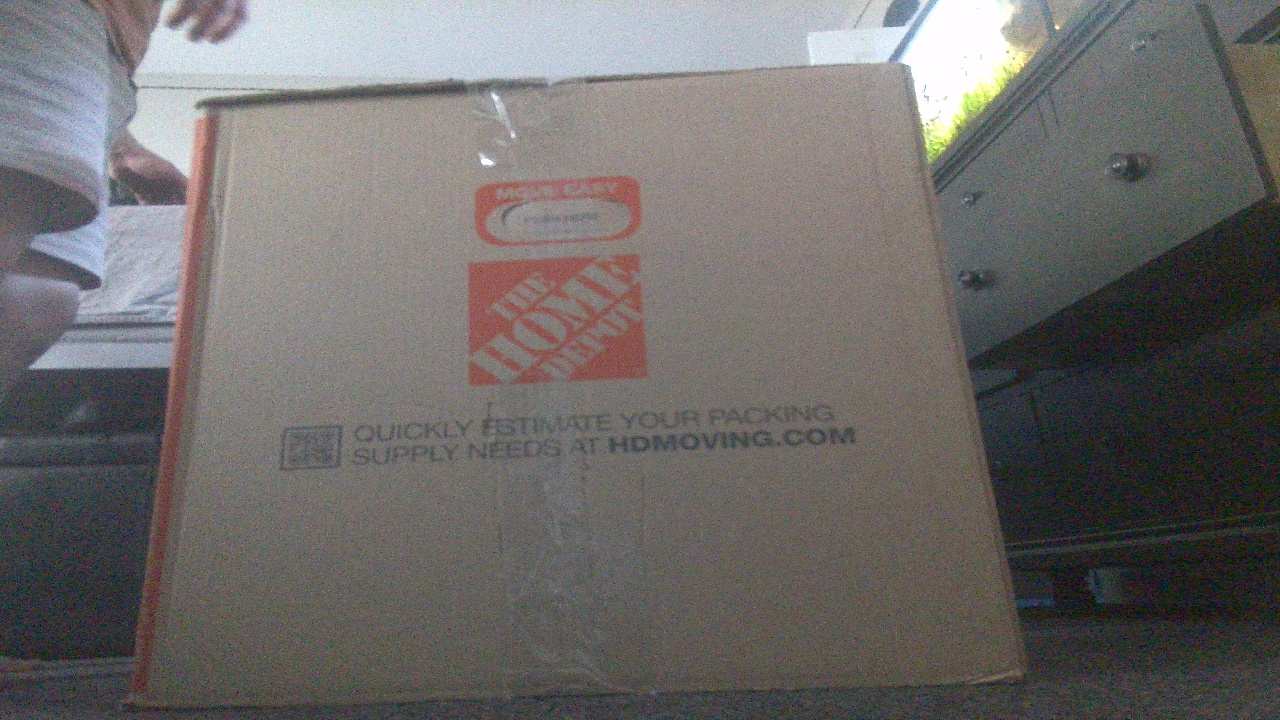 MOVE EASY
THE
HOME
DEPOT
QUICKLY ESTIMATE YOUR PACKING
SUPPLY NEEDS AT HDMOVING.COM